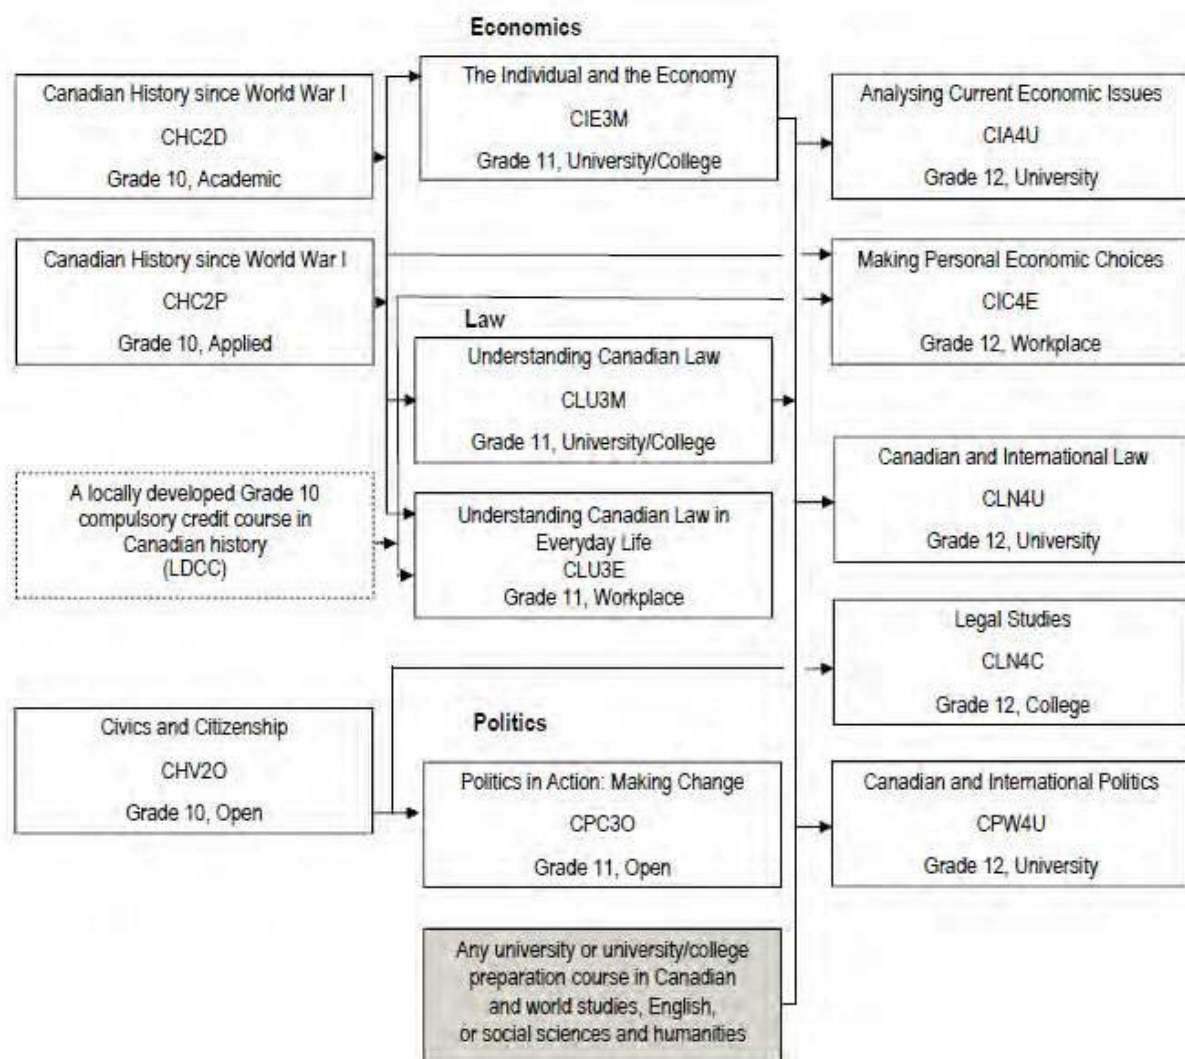 Economics
Canadian History since World War I
CHC2D
Grade 10, Academic
The Individual and the Economy
CIE3M
Grade 11, University/College
Analysing Current Economic Issues
CIA4U
Grade 12, University
Canadian History since World War I
CHC2P
Grade 10, Applied
Making Personal Economic Choices
CIC4E
Grade 12, Workplace
Law
Understanding Canadian Law
CLU3M
Grade 11, University/College
Canadian and International Law
CLN4U
Grade 12, University
A locally developed Grade 10
compulsory credit course in
Canadian history
(LDCC)
Understanding Canadian Law in
Everyday Life
CLU3E
Grade 11, Workplace
Legal Studies
CLN4C
Grade 12, College
Civics and Citizenship
CHV2O
Grade 10, Open
Politics
Politics in Action: Making Change
CPC3O
Grade 11, Open
Canadian and International Politics
CPW4U
Grade 12, University
Any university or university/college
preparation course in Canadian
and world studies, English,
or social sciences and humanities